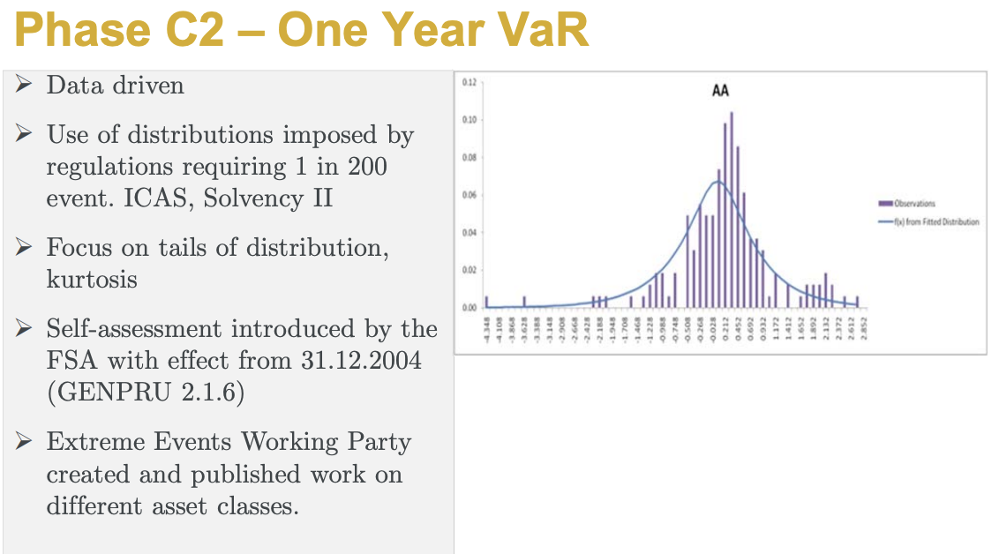 Phase C2 – One Year VaR
➢ Data driven
➢ Use of distributions imposed by
regulations requiring 1 in 200
event. ICAS, Solvency II
➢ Focus on tails of distribution,
kurtosis
➢ Self-assessment introduced by the
FSA with effect from 31.12.2004
(GENPRU 2.1.6)
➢ Extreme Events Working Party
created and published work on
different asset classes.
AA
0.12
0.10
0.08
0.06
0.04
0.02
0.00
Observations
f(x) from Fitted Distribution
-4.348
-4.108
-3.868
-3.628
-3.388
-3.148
-2.908
-2.668
-2.428
-2.188
-1.948
-1.708
-1.468
-1.228
-0.988
-0.748
-0.508
-0.268
-0.028
0.212
0.452
0.692
0.932
1.172
1.412
1.652
1.892
2.132
2.372
2.612
2.852